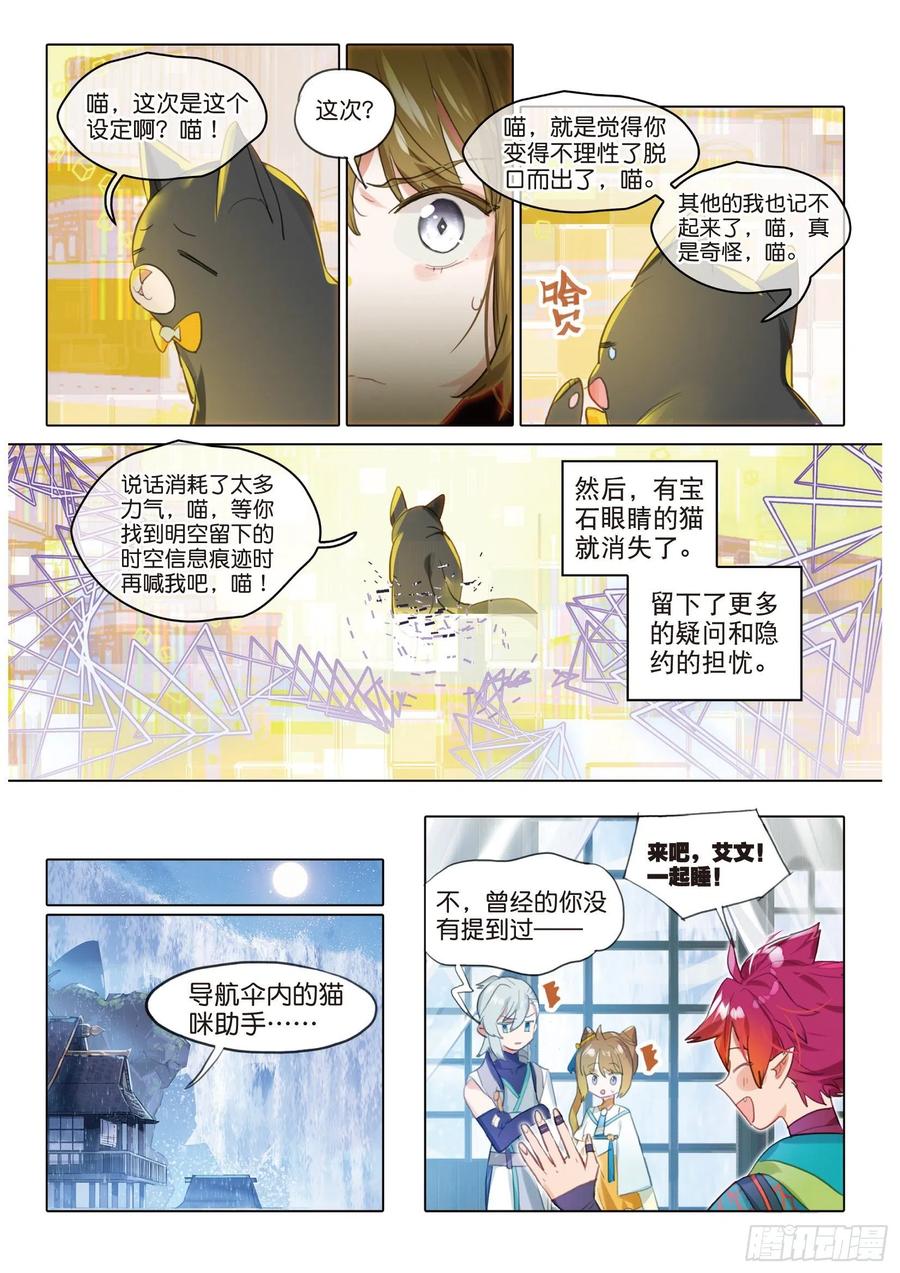 喵，这次是这个
设定啊？喵！
这次？
喵，就是觉得你
变得不理性了脱
口而出了，喵。
其他的我也记不
起来了，喵，真
是奇怪，喵。
哈
欠
说话消耗了太多
力气，喵，等你
找到明空留下的
时空信息痕迹时
再喊我吧，喵！
然后，有宝
石眼睛的猫
就消失了。
留下了更多
的疑问和隐
约的担忧。
导航伞内的猫
咪助手……
来吧，艾文！
一起睡！
不，曾经的你没
有提到过——
腾讯动漫